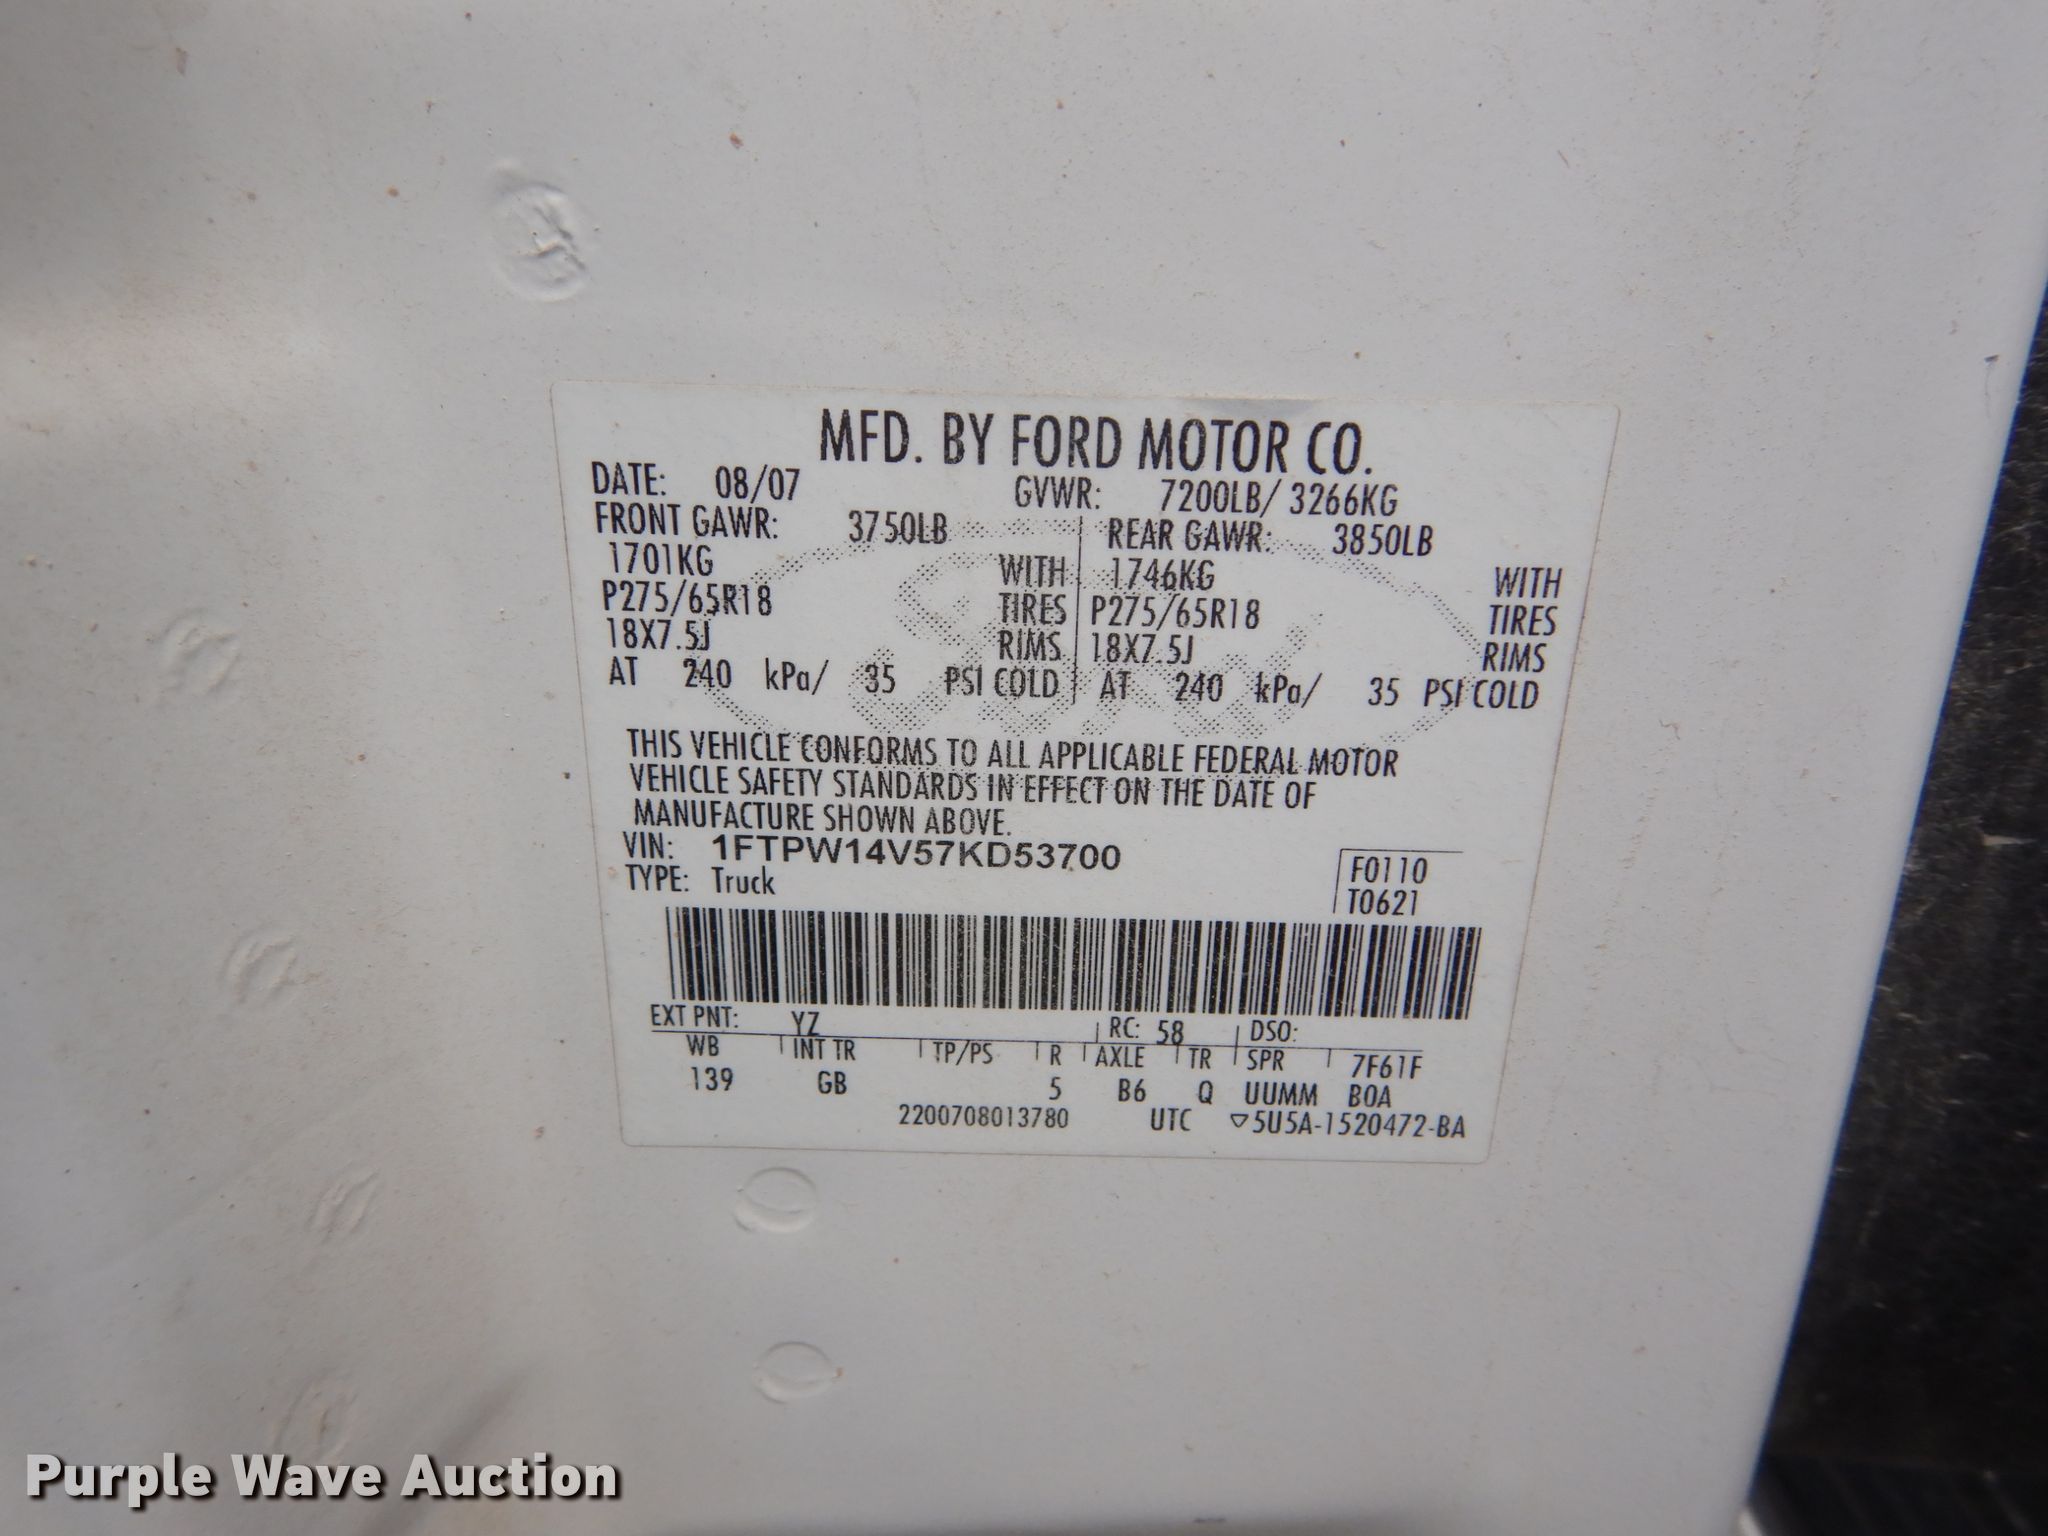 MFD. BY FORD MOTOR CO.
DATE: 08/07 GVWR: 7200LB/ 3266KG
FRONT GAWR: 3750LB REAR GAWR: 3850LB
1701KG WITH 1746KG WITH
P275/65R18 TIRES P275/65R18 TIRES
18X7.5J RIMS 18X7.5J RIMS
AT 240 kPa/ 35 PSI COLD AT 240 kPa/ 35 PSI COLD
THIS VEHICLE CONFORMS TO ALL APPLICABLE FEDERAL MOTOR
VEHICLE SAFETY STANDARDS IN EFFECT ON THE DATE OF
MANUFACTURE SHOWN ABOVE.
VIN: 1FTPW14V57KD53700
TYPE: Truck
F0110
T0621
EXT PNT: YZ RC: 58 DSO:
WB INT TR TP/PS R AXLE TR SPR 7F61F
139 GB 5 B6 Q UUMM BOA
2200708013780 UTC ▽5U5A-1520472-BA
Purple Wave Auction